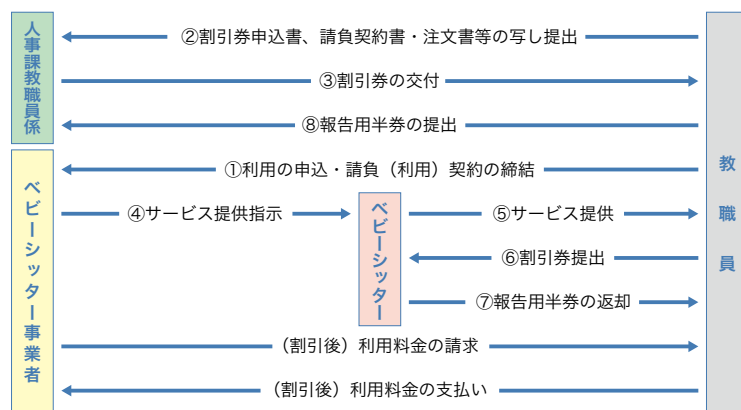 人事課教職員係
②割引券申込書、請負契約書・注文書等の写し提出
③割引券の交付
⑧報告用半券の提出
教職員
ベビーシッター事業者
①利用の申込・請負（利用）契約の締結
④サービス提供指示
ベビーシッター
⑤サービス提供
⑥割引券提出
⑦報告用半券の返却
（割引後）利用料金の請求
（割引後）利用料金の支払い